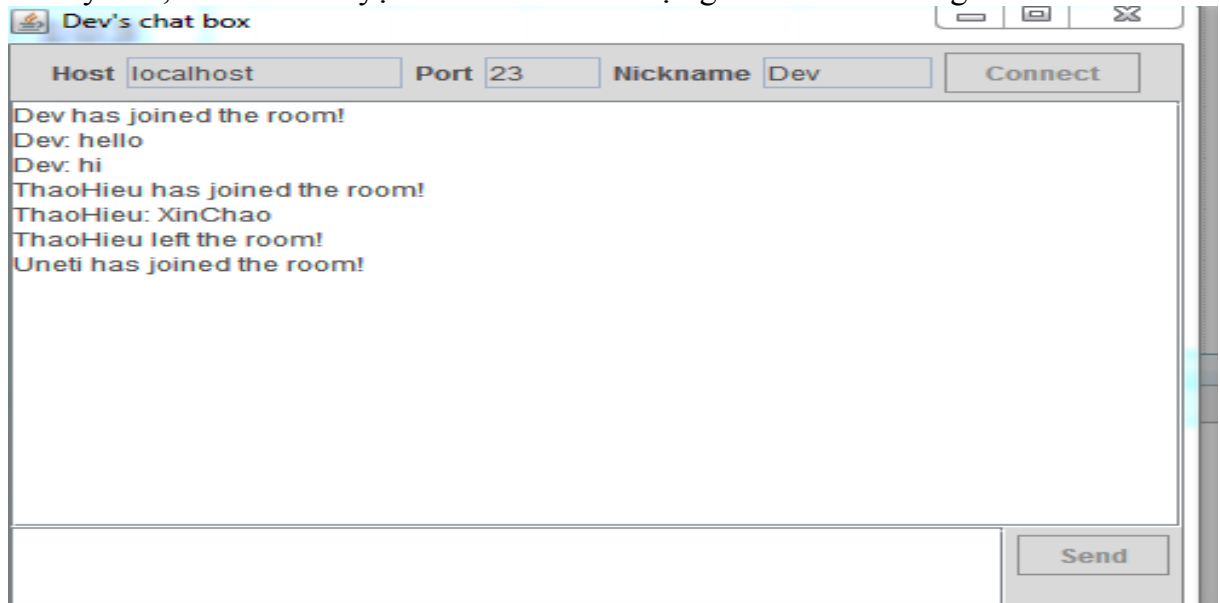 Dev's chat box
Host localhost Port 23 Nickname Dev Connect
Dev has joined the room!
Dev: hello
Dev: hi
ThaoHieu has joined the room!
ThaoHieu: XinChao
ThaoHieu left the room!
Uneti has joined the room!
Send